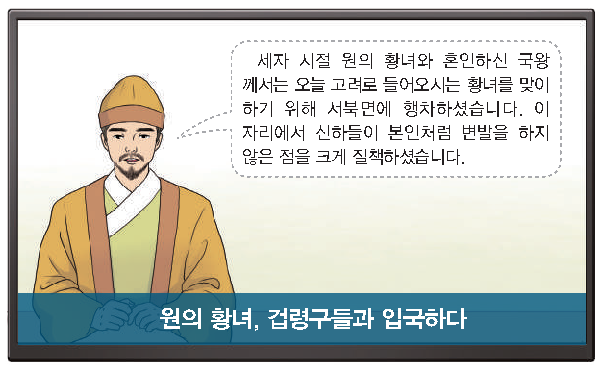 세자 시절 원의 황녀와 혼인하신 국왕
께서는 오늘 고려로 들어오시는 황녀를 맞이
하기 위해 서북면에 행차하셨습니다. 이
자리에서 신하들이 본인처럼 변발을 하지
않은 점을 크게 질책하셨습니다.
원의 황녀, 겁령구들과 입국하다